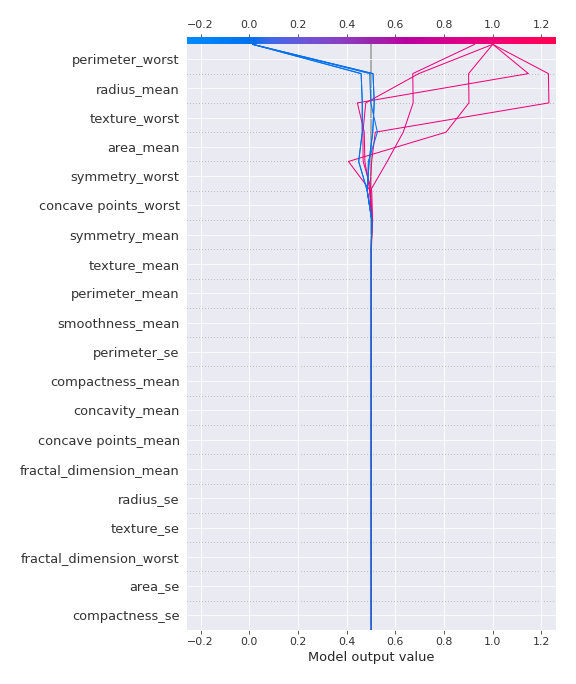 −0.2 0.0 0.2 0.4 0.6 0.8 1.0 1.2
perimeter_worst
radius_mean
texture_worst
area_mean
symmetry_worst
concave points_worst
symmetry_mean
texture_mean
perimeter_mean
smoothness_mean
perimeter_se
compactness_mean
concavity_mean
concave points_mean
fractal_dimension_mean
radius_se
texture_se
fractal_dimension_worst
area_se
compactness_se
−0.2 0.0 0.2 0.4 0.6 0.8 1.0 1.2
Model output value